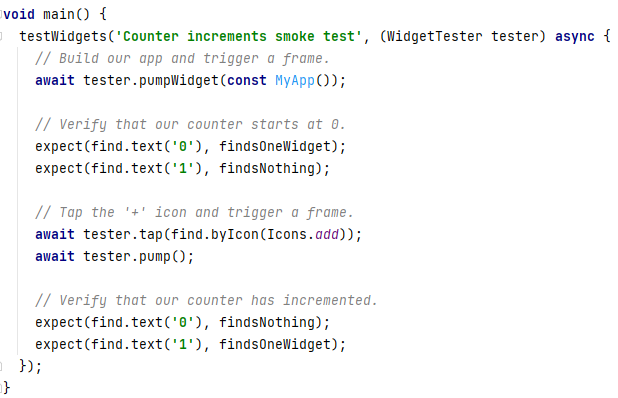 void main() {
  testWidgets('Counter increments smoke test', (WidgetTester tester) async {
    // Build our app and trigger a frame.
    await tester.pumpWidget(const MyApp());

    // Verify that our counter starts at 0.
    expect(find.text('0'), findsOneWidget);
    expect(find.text('1'), findsNothing);

    // Tap the '+' icon and trigger a frame.
    await tester.tap(find.byIcon(Icons.add));
    await tester.pump();

    // Verify that our counter has incremented.
    expect(find.text('0'), findsNothing);
    expect(find.text('1'), findsOneWidget);
  });
}